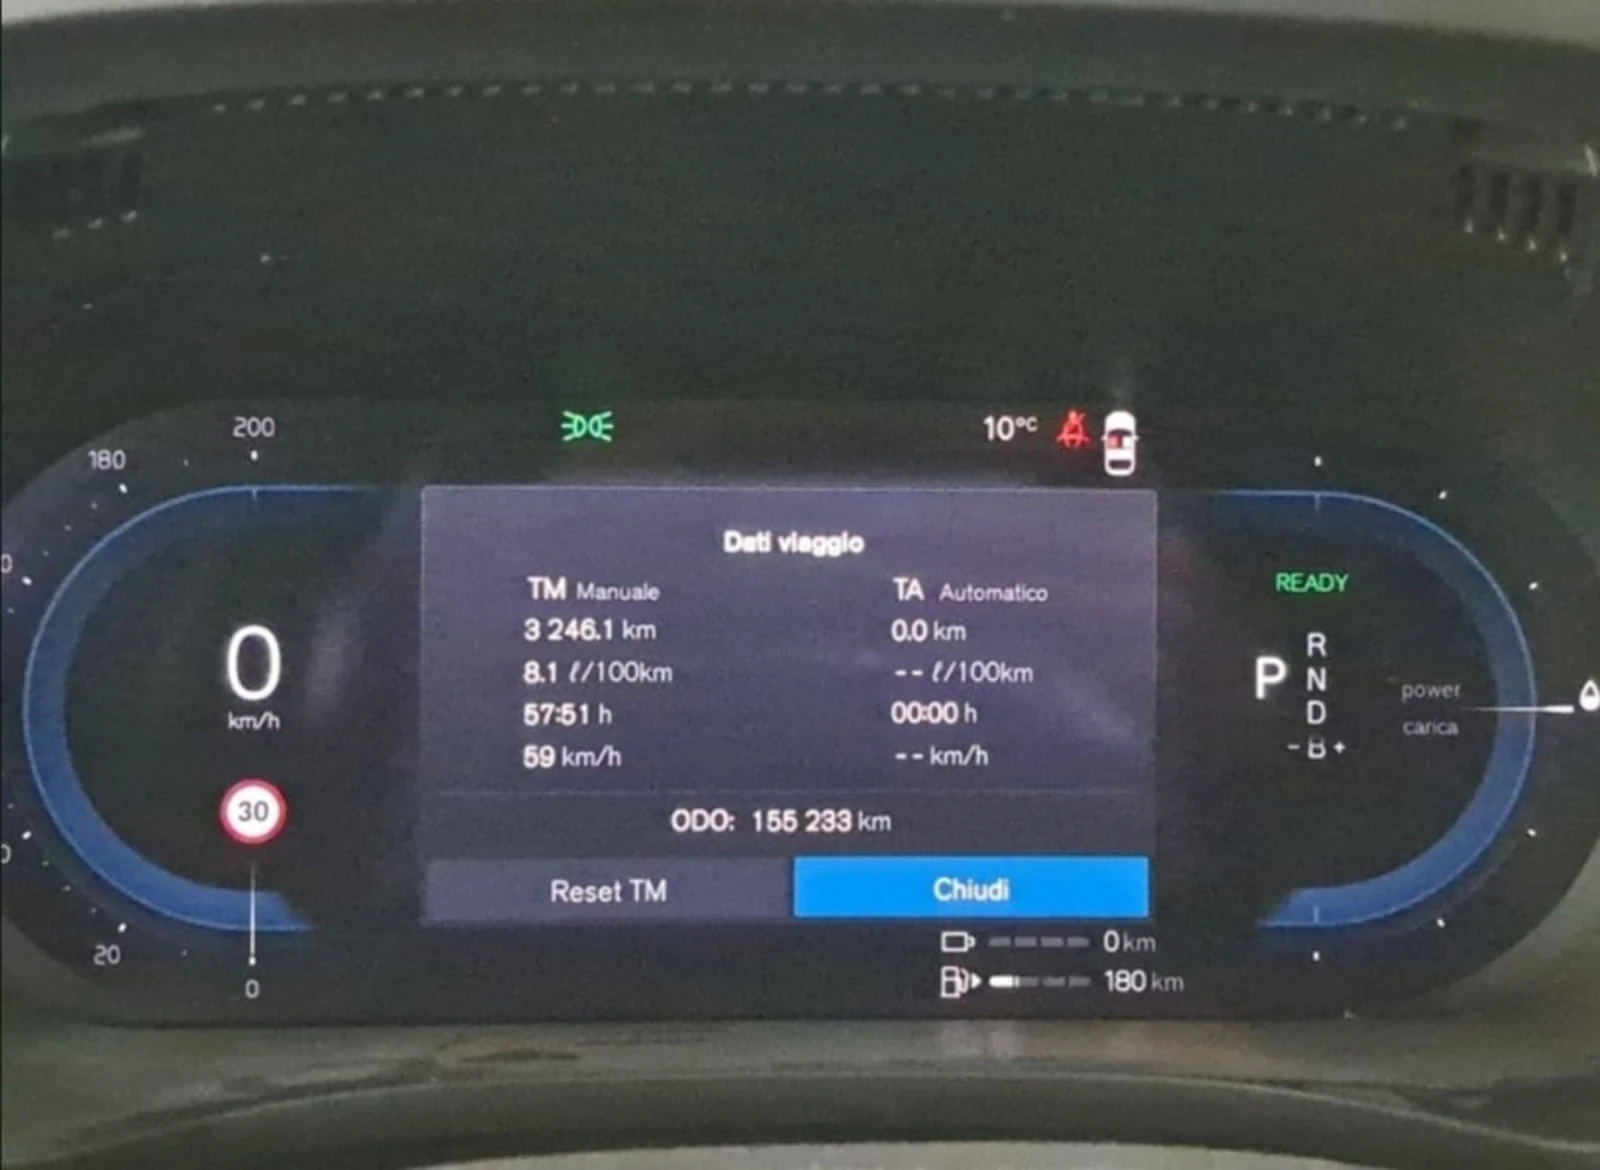 200
180
10°C
Dati viaggio
TM Manuale
TA Automatico
3 246.1 km
0.0 km
8.1 ℓ/100km
-- ℓ/100km
57:51 h
00:00 h
59 km/h
-- km/h
ODO: 155 233 km
Reset TM
Chiudi
0 km
180 km
0
km/h
30
20
0
READY
P
R
N
D
- B +
power
carica